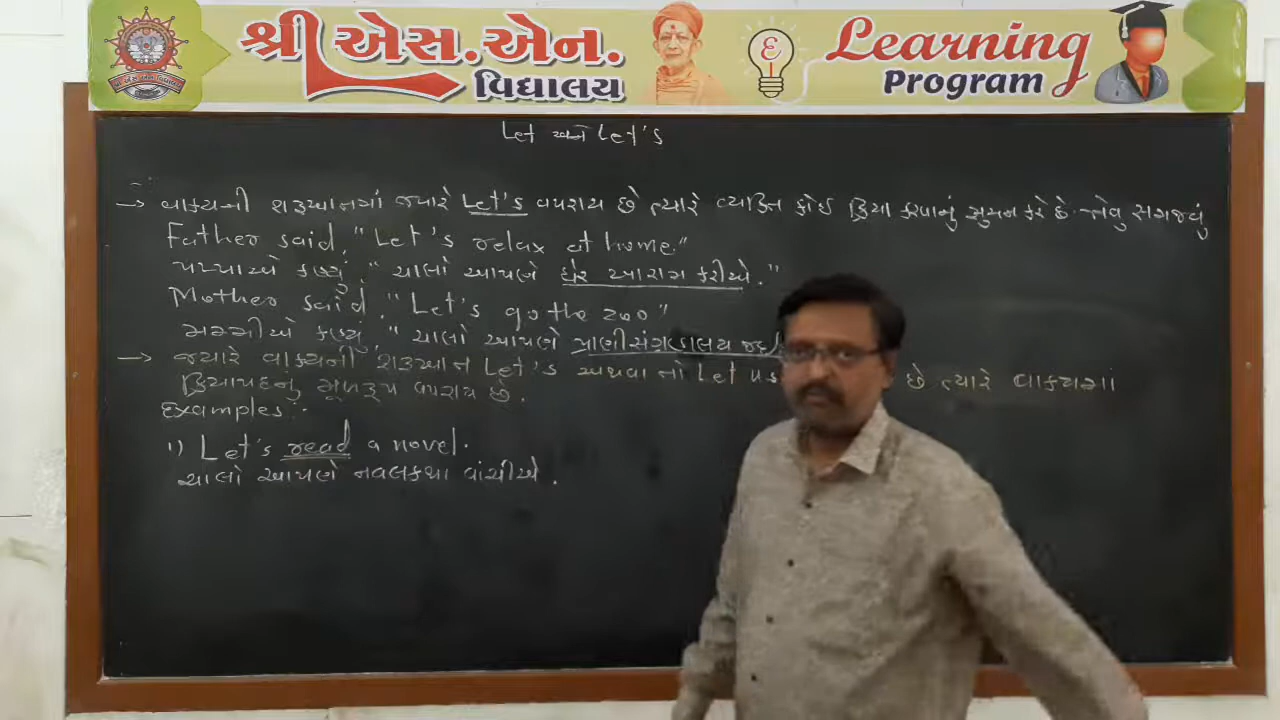 શ્રી એસ.એન. વિદ્યાલય
Learning Program
Let અને Let's
→ વાક્યની શરૂઆતમાં જ્યારે Let's વપરાય છે ત્યારે વ્યક્તિ કોઈ ક્રિયા કરવાનું સુચન કરે છે તેવુ સમજવું
Father said, "Let's relax at home."
પપ્પાએ કહ્યું, "ચાલો આપણે ઘેર આરામ કરીએ."
Mother said, "Let's go the zoo"
મમ્મીએ કહ્યું, "ચાલો આપણે પ્રાણીસંગ્રહાલય જઈ
→ જ્યારે વાક્યની શરૂઆત Let's અથવા તો Let us છે ત્યારે વાક્યમાં
ક્રિયાપદનુ મૂળરૂપ વપરાય છે.
Examples:
1) Let's read a novel.
ચાલો આપણે નવલકથા વાંચીએ.